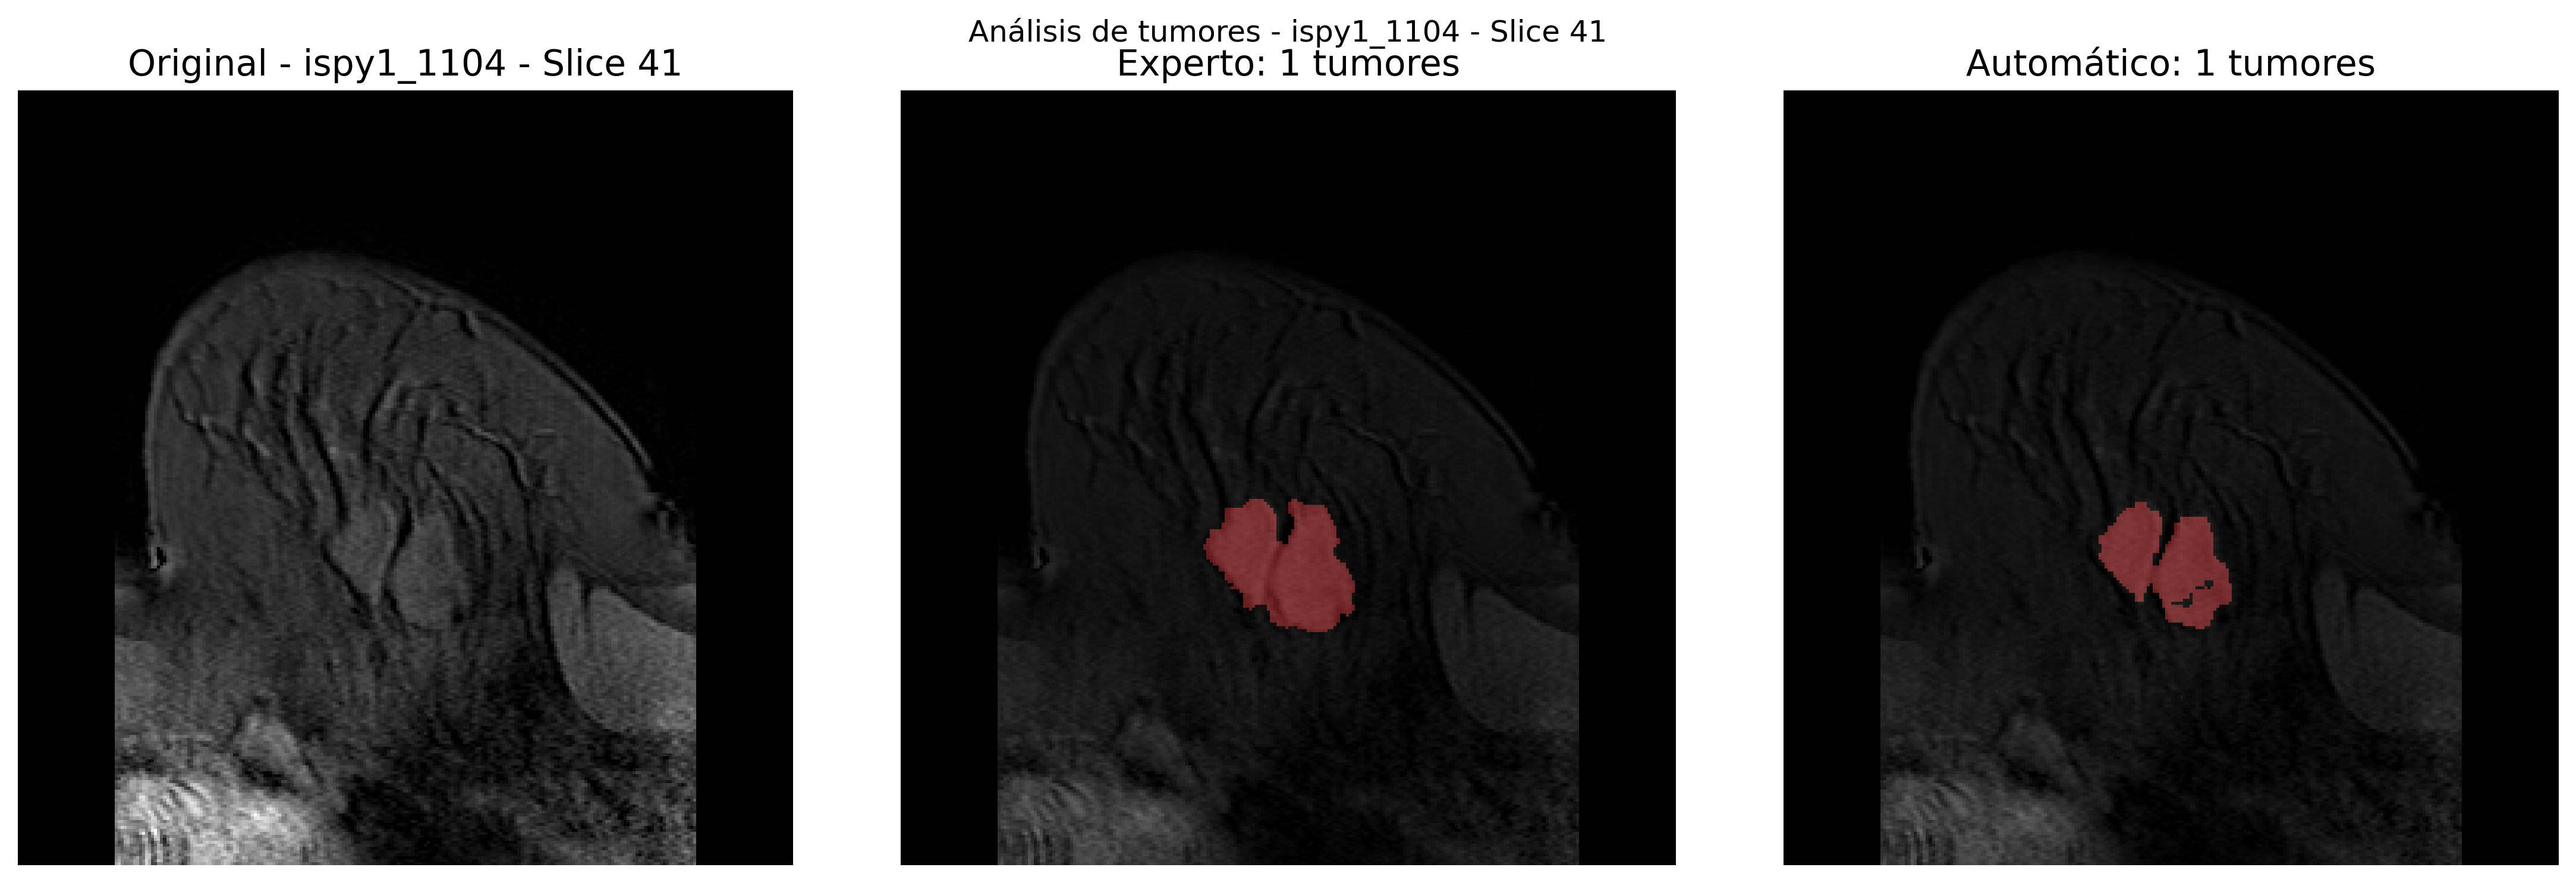 Análisis de tumores - ispy1_1104 - Slice 41
Original - ispy1_1104 - Slice 41
Experto: 1 tumores
Automático: 1 tumores